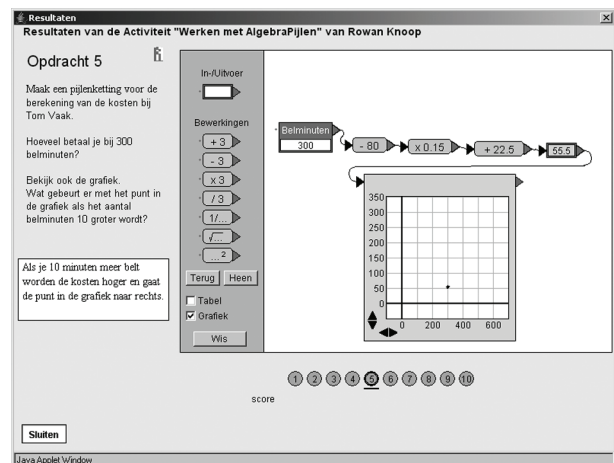 Resultaten
Resultaten van de Activiteit "Werken met AlgebraPijlen" van Rowan Knoop
Opdracht 5
Maak een pijlenketting voor de
berekening van de kosten bij
Tom Vaak.
Hoeveel betaal je bij 300
belminuten?
Bekijk ook de grafiek.
Wat gebeurt er met het punt in
de grafiek als het aantal
belminuten 10 groter wordt?
Als je 10 minuten meer belt
worden de kosten hoger en gaat
de punt in de grafiek naar rechts.
In-/Uitvoer
Bewerkingen
+ 3
- 3
x 3
/ 3
1/...
√...
...²
Terug Heen
Tabel
Grafiek
Wis
Belminuten
300
- 80
x 0.15
+ 22.5
55.5
350
300
250
200
150
100
50
0
0 200 400 600
1 2 3 4 5 6 7 8 9 10
score
Sluiten
Java Applet Window